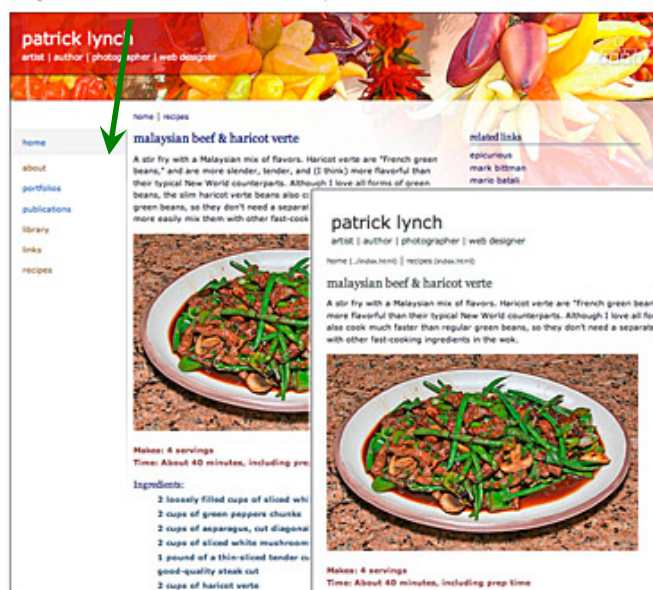 patrick lynch
artist | author | photographer | web designer
home | recipes
home
about
portfolios
publications
library
links
recipes
malaysian beef & haricot verte
A stir fry with a Malaysian mix of flavors. Haricot verte are "French green
beans," and are more slender, tender, and (I think) more flavorful than
their typical New World counterparts. Although I love all forms of green
beans, the slim haricot verte beans also
green beans, so they don't need a separat
more easily mix them with other fast-cook
Makes: 4 servings
Time: About 40 minutes, including pre
Ingredients:
2 loosely filled cups of sliced whi
2 cups of green peppers chunks
2 cups of asparagus, cut diagonal
2 cups of sliced white mushroom
1 pound of a thin-sliced tender cu
good-quality steak cut
2 cups of haricot verte
related links
epicurious
mark bittman
mario batali
patrick lynch
artist | author | photographer | web designer
home (../index.html) | recipes (index.html)
malaysian beef & haricot verte
A stir fry with a Malaysian mix of flavors. Haricot verte are "French green bean
more flavorful than their typical New World counterparts. Although I love all fo
also cook much faster than regular green beans, so they don't need a separate
with other fast-cooking ingredients in the wok.
Makes: 4 servings
Time: About 40 minutes, including prep time